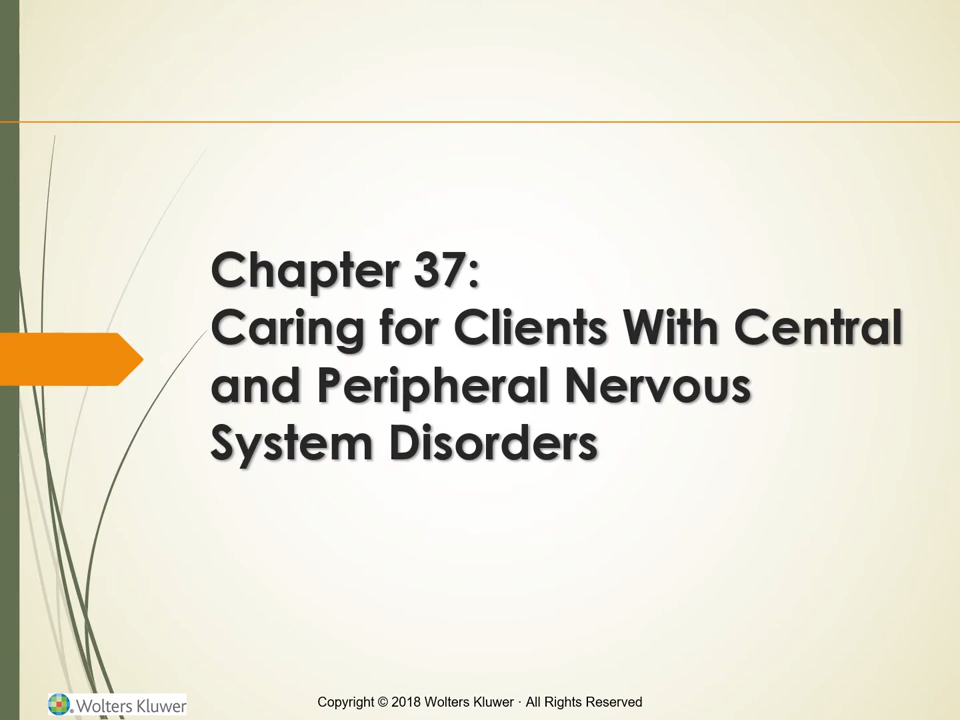 Chapter 37:
Caring for Clients With Central
and Peripheral Nervous
System Disorders
Wolters Kluwer
Copyright © 2018 Wolters Kluwer · All Rights Reserved